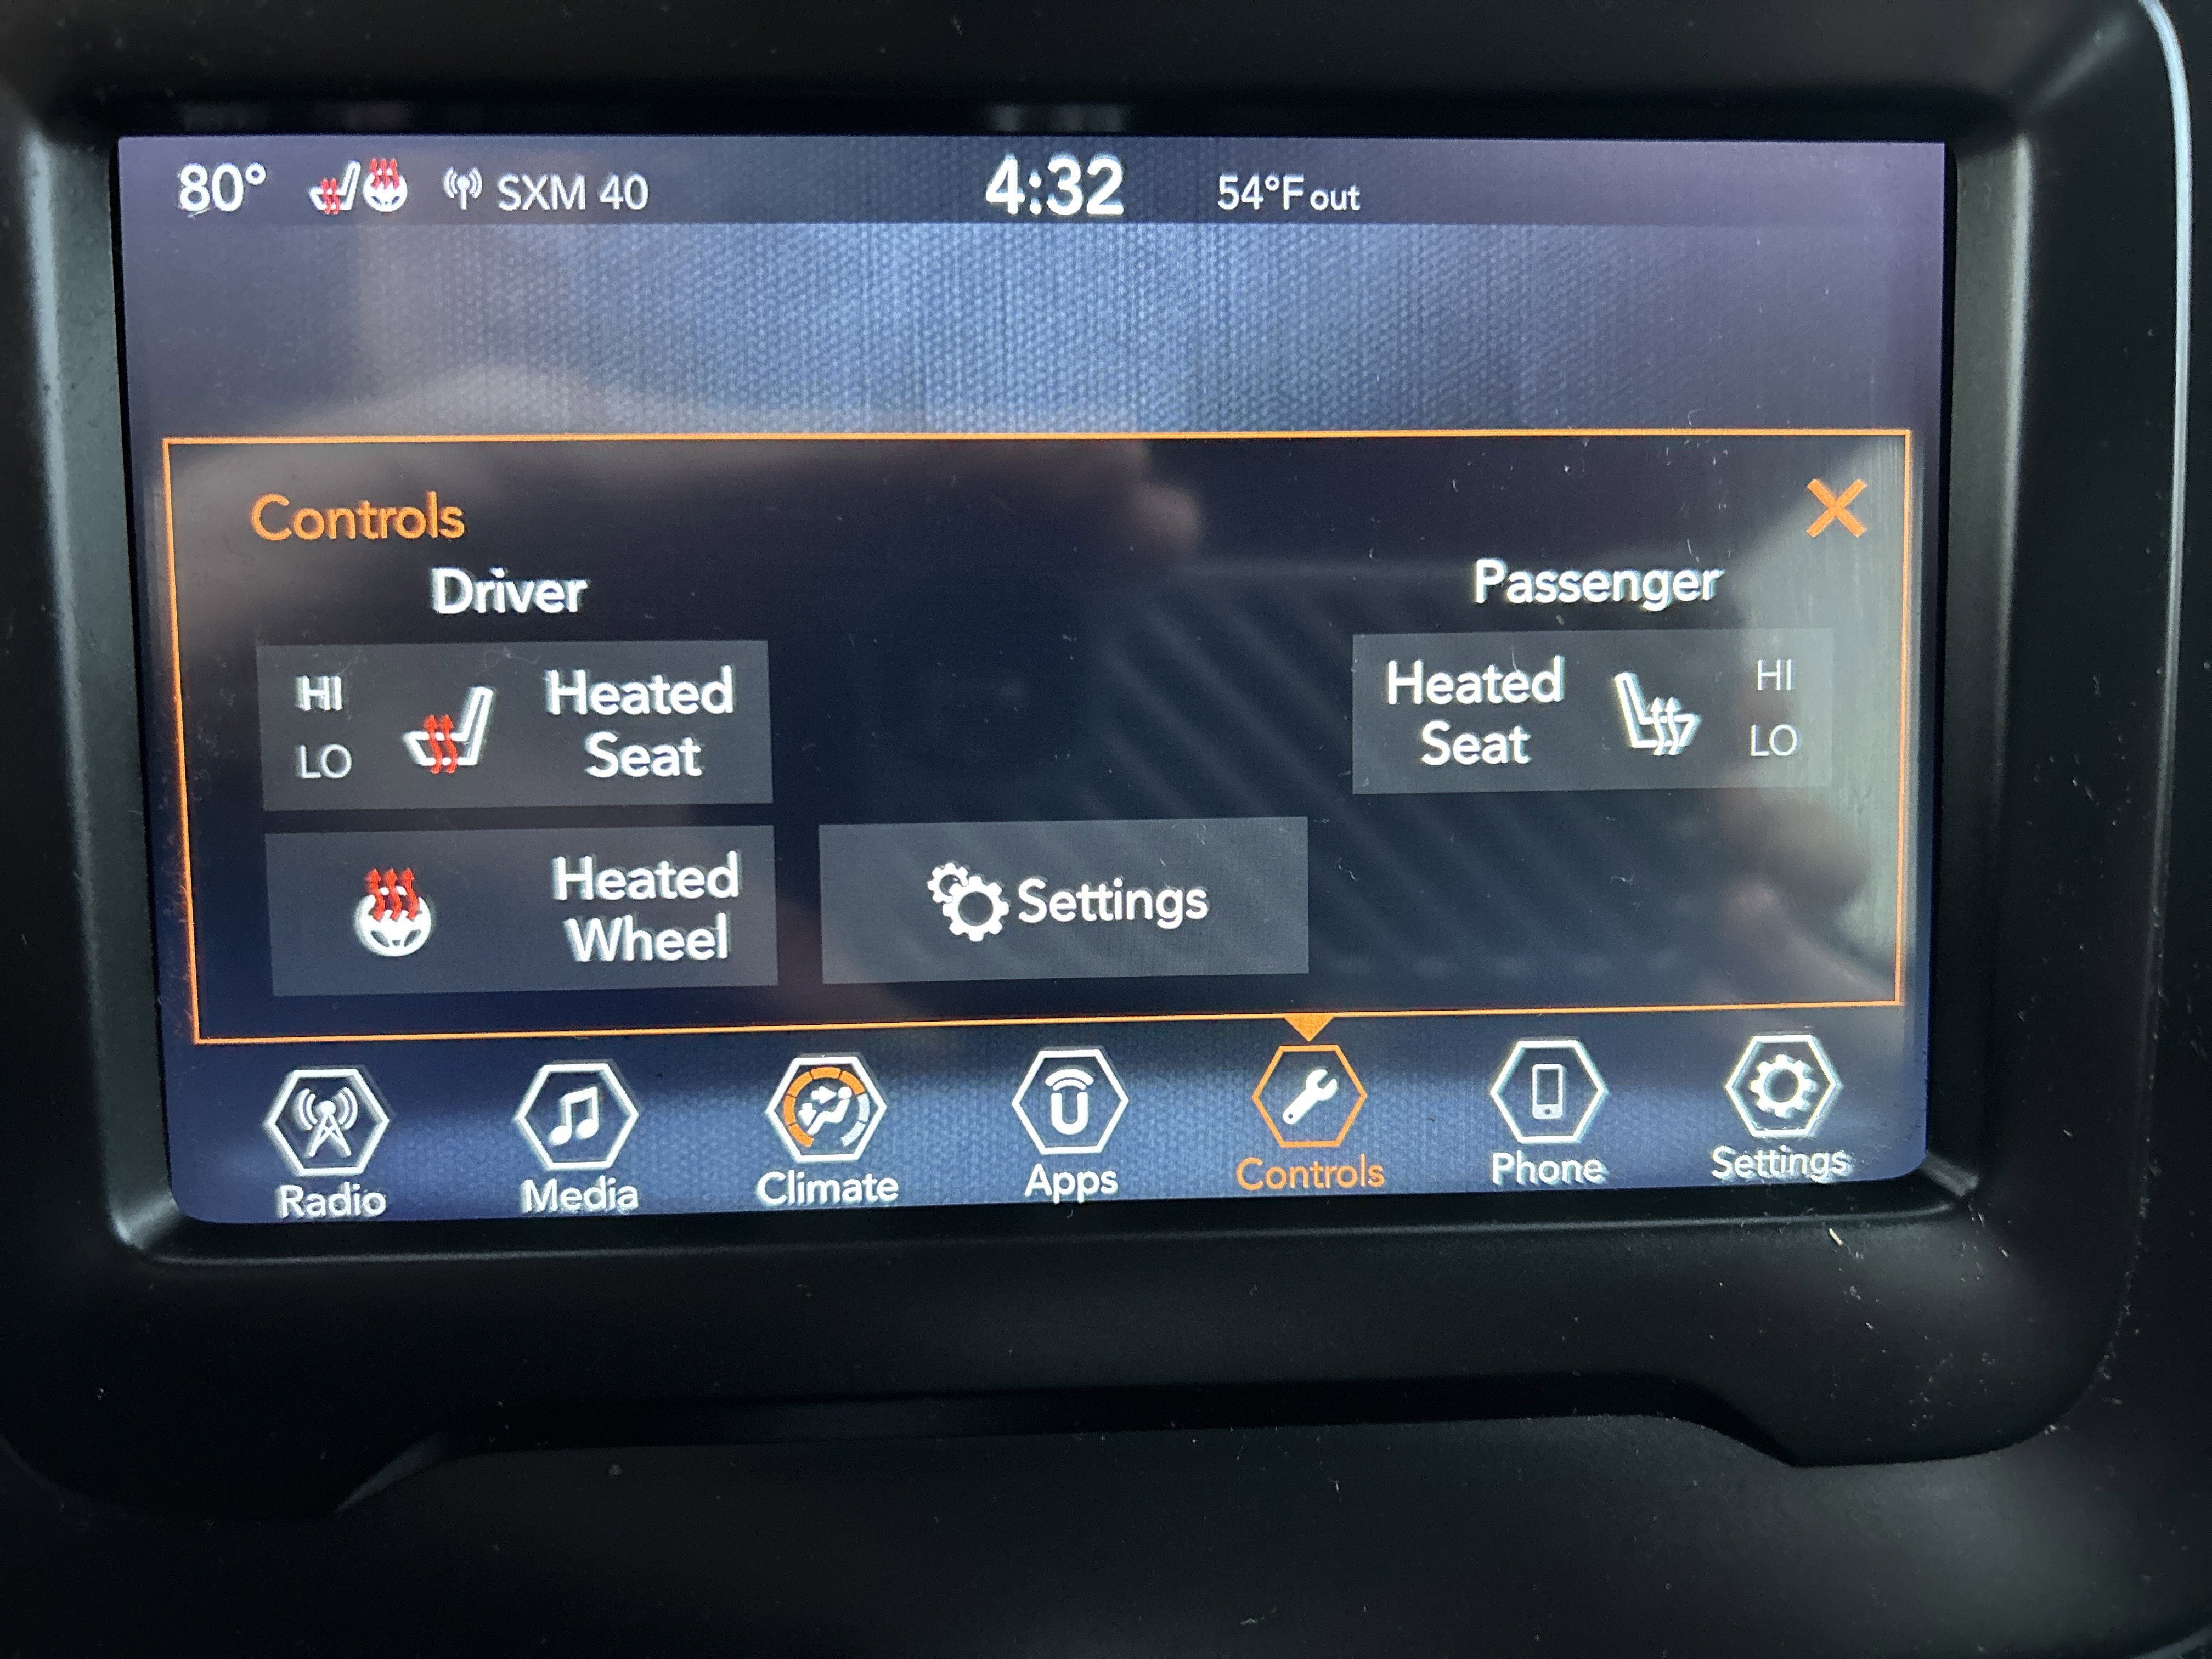 80° SXM 40 4:32 54°F out
Controls
Driver Passenger
HI
LO
Heated
Seat
Heated
Seat
HI
LO
Heated
Wheel
Settings
Radio Media Climate Apps Controls Phone Settings